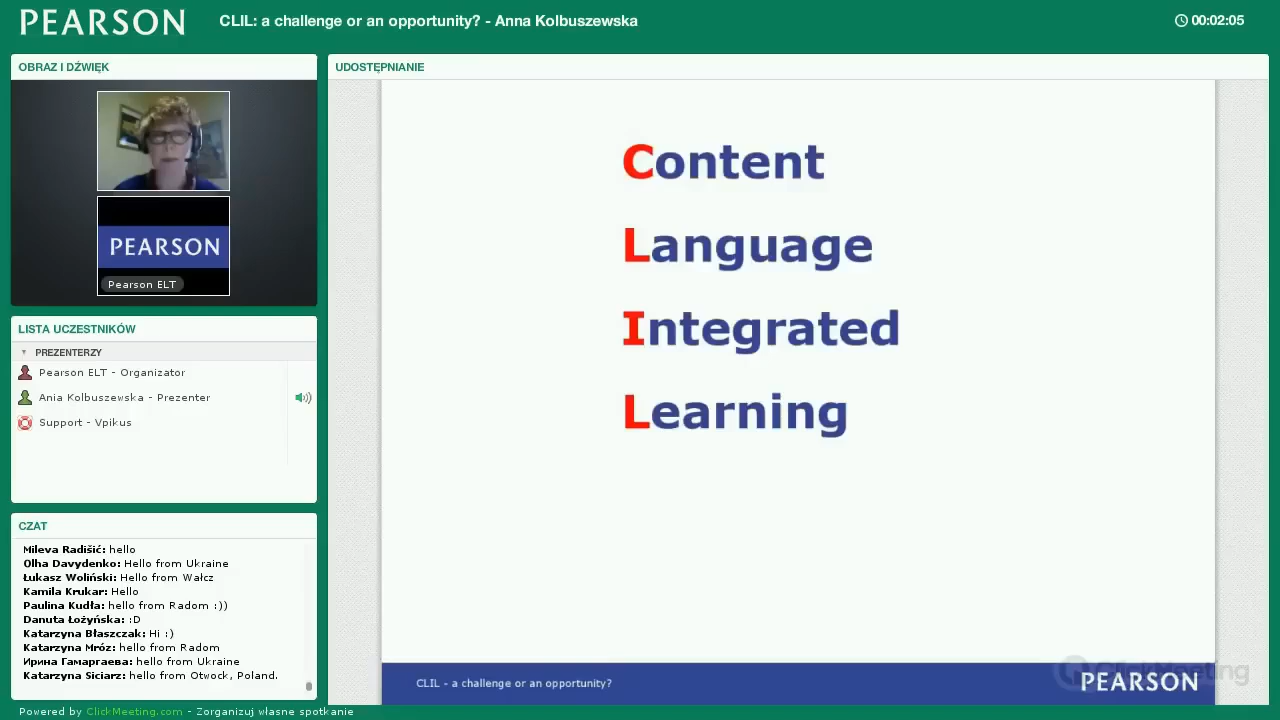 PEARSON
CLIL: a challenge or an opportunity? - Anna Kolbuszewska
00:02:05
OBRAZ I DŹWIĘK
PEARSON
Pearson ELT
LISTA UCZESTNIKÓW
PREZENTERZY
Pearson ELT - Organizator
Ania Kolbuszewska - Prezenter
Support - Vpikus
CZAT
Mileva Radišić: hello
Olha Davydenko: Hello from Ukraine
Łukasz Woliński: Hello from Wałcz
Kamila Krukar: Hello
Paulina Kudła: hello from Radom :))
Danuta Łożyńska: :D
Katarzyna Błaszczak: Hi :)
Katarzyna Mróz: hello from Radom
Ирина Гамаргаева: hello from Ukraine
Katarzyna Siciarz: hello from Otwock, Poland.
UDOSTĘPNIANIE
Content
Language
Integrated
Learning
CLIL - a challenge or an opportunity?
ClickMeeting
PEARSON
Powered by ClickMeeting.com - Zorganizuj własne spotkanie